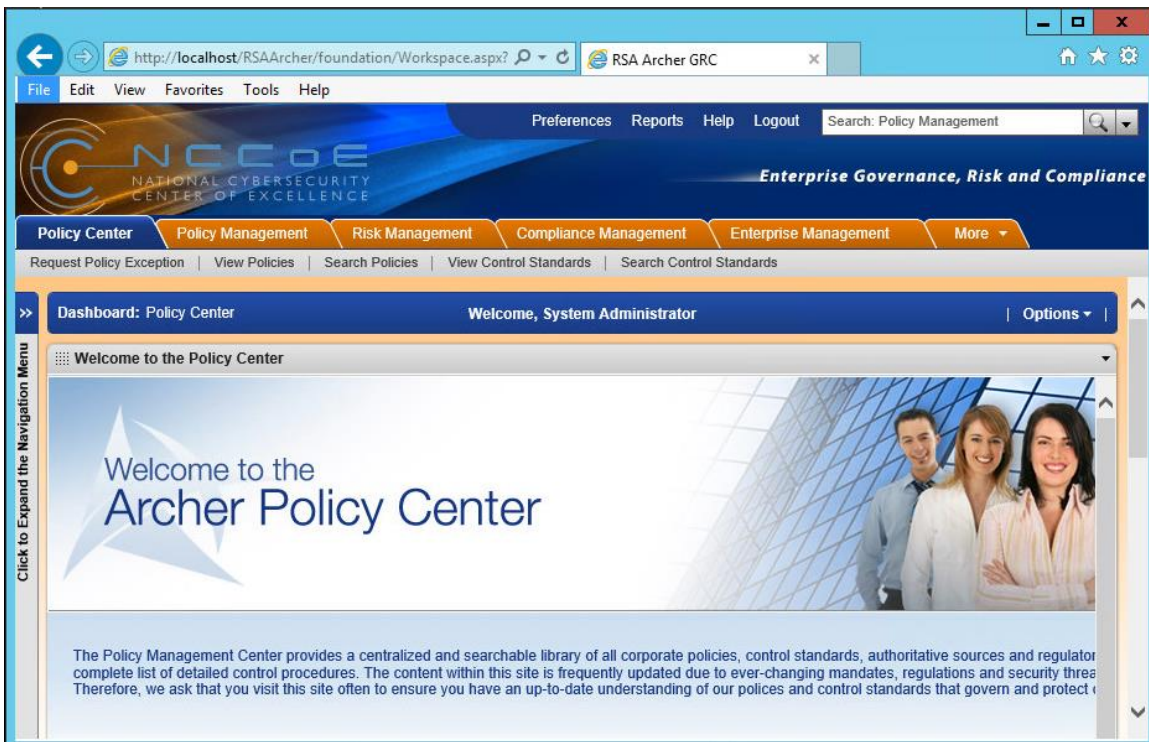 http://localhost/RSAArcher/foundation/Workspace.aspx?
RSA Archer GRC
File Edit View Favorites Tools Help
Preferences Reports Help Logout Search: Policy Management
NCCoE
NATIONAL CYBERSECURITY
CENTER OF EXCELLENCE
Enterprise Governance, Risk and Compliance
Policy Center Policy Management Risk Management Compliance Management Enterprise Management More
Request Policy Exception | View Policies | Search Policies | View Control Standards | Search Control Standards
>> Dashboard: Policy Center Welcome, System Administrator | Options |
Click to Expand the Navigation Menu
Welcome to the Policy Center
Welcome to the
Archer Policy Center
The Policy Management Center provides a centralized and searchable library of all corporate policies, control standards, authoritative sources and regulator
complete list of detailed control procedures. The content within this site is frequently updated due to ever-changing mandates, regulations and security threa
Therefore, we ask that you visit this site often to ensure you have an up-to-date understanding of our polices and control standards that govern and protect